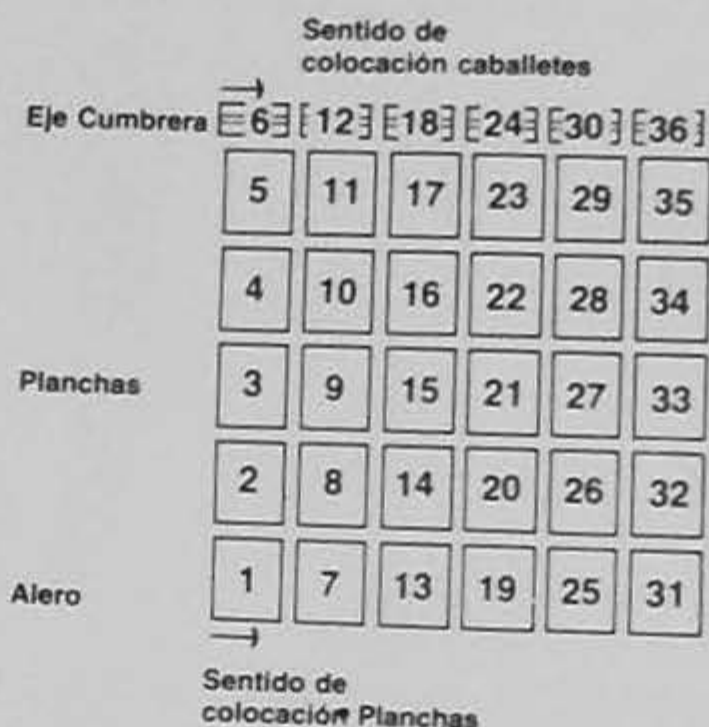 Sentido de
colocación caballetes
Eje Cumbrera 6 12 18 24 30 36
5 11 17 23 29 35
4 10 16 22 28 34
Planchas 3 9 15 21 27 33
2 8 14 20 26 32
Alero 1 7 13 19 25 31
Sentido de
colocación Planchas